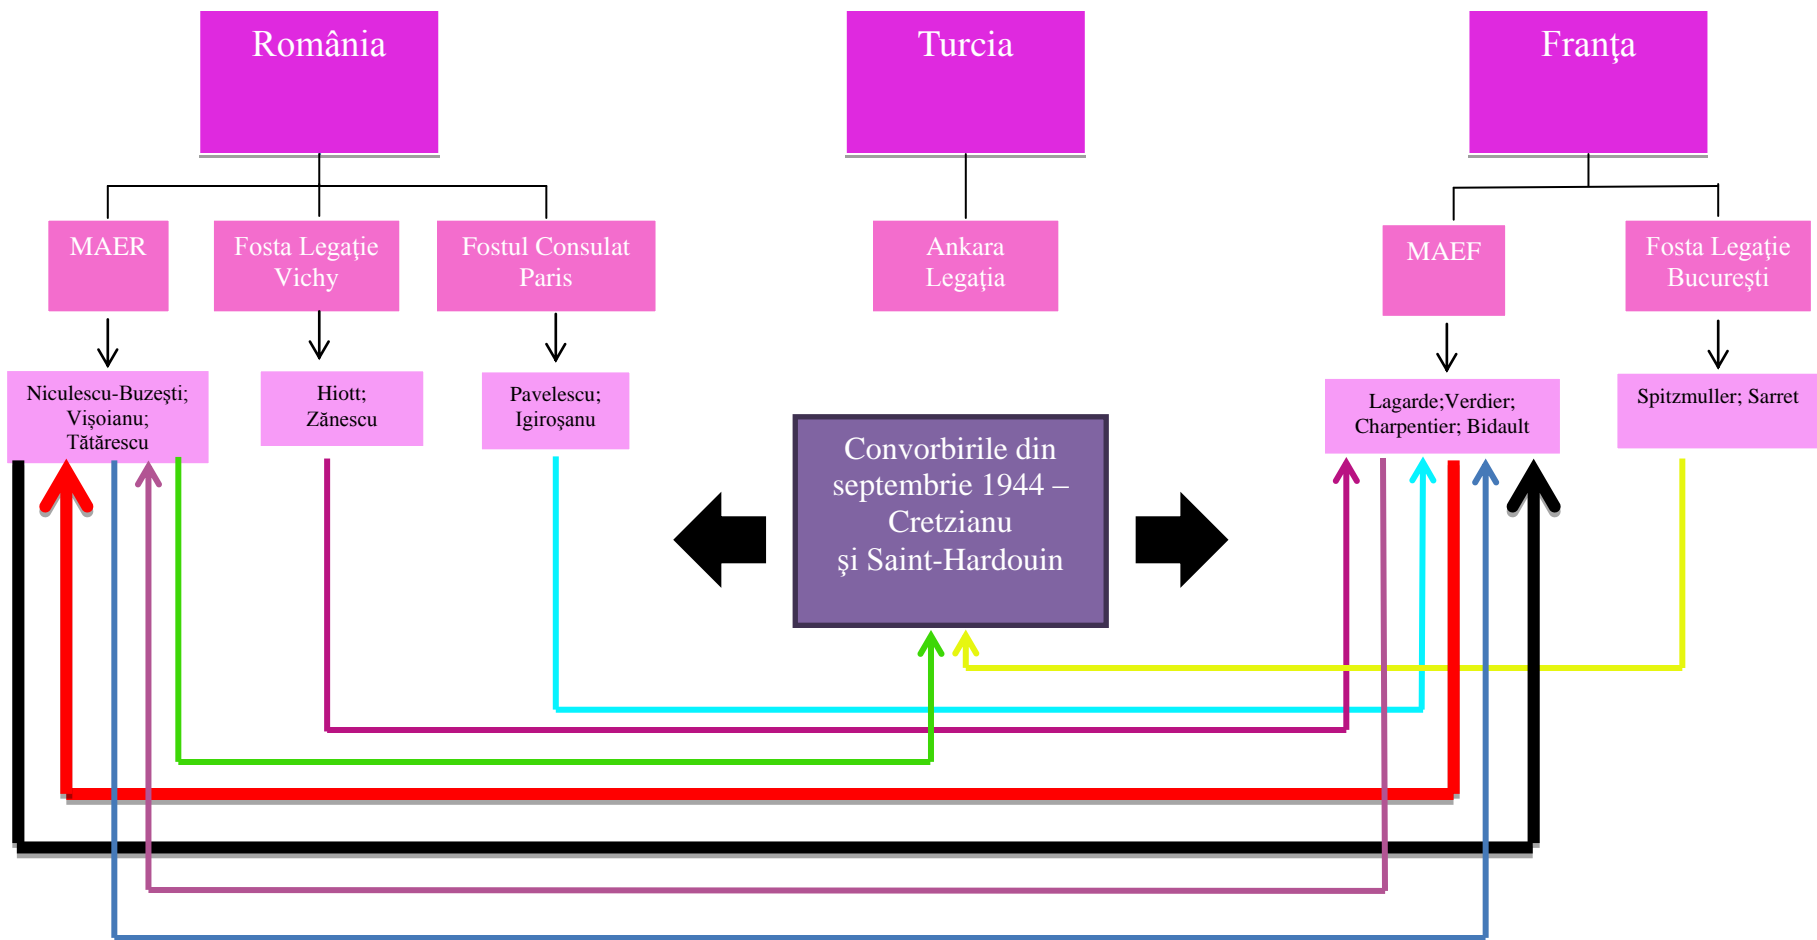 România
Turcia
Franţa
MAER
Fosta Legaţie
Vichy
Fostul Consulat
Paris
Ankara
Legaţia
MAEF
Fosta Legaţie
Bucureşti
Niculescu-Buzeşti;
Vişoianu;
Tătărescu
Hiott;
Zănescu
Pavelescu;
Igiroşanu
Convorbirile din
septembrie 1944 –
Cretzianu
şi Saint-Hardouin
Lagarde;Verdier;
Charpentier; Bidault
Spitzmuller; Sarret